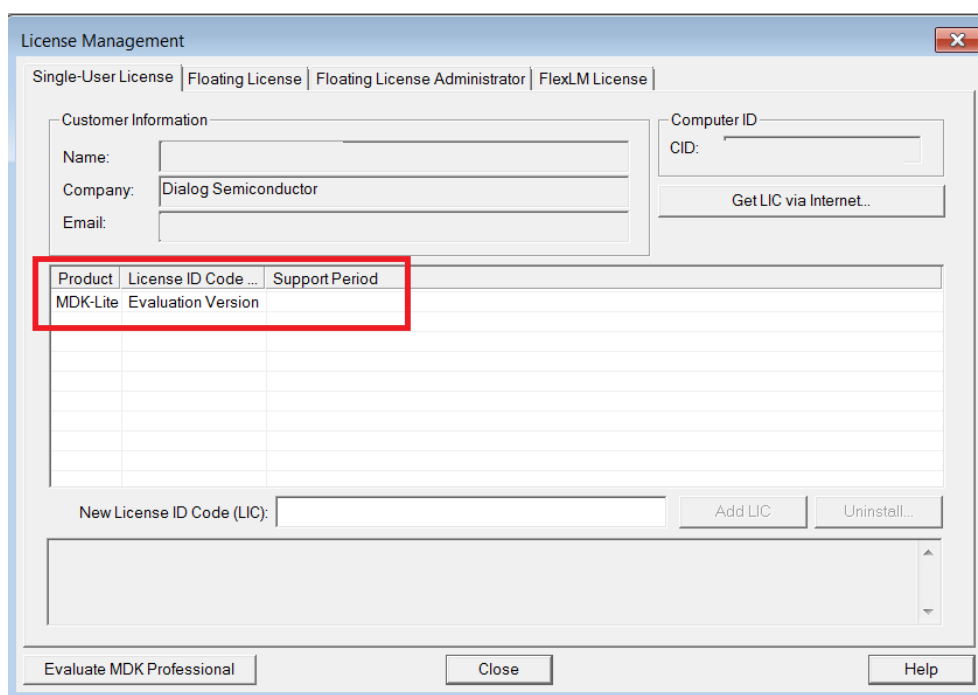 License Management
Single-User License Floating License Floating License Administrator FlexLM License
Customer Information
Name:
Company: Dialog Semiconductor
Email:
Computer ID
CID:
Get LIC via Internet...
Product License ID Code ... Support Period
MDK-Lite Evaluation Version
New License ID Code (LIC): Add LIC Uninstall...
Evaluate MDK Professional Close Help